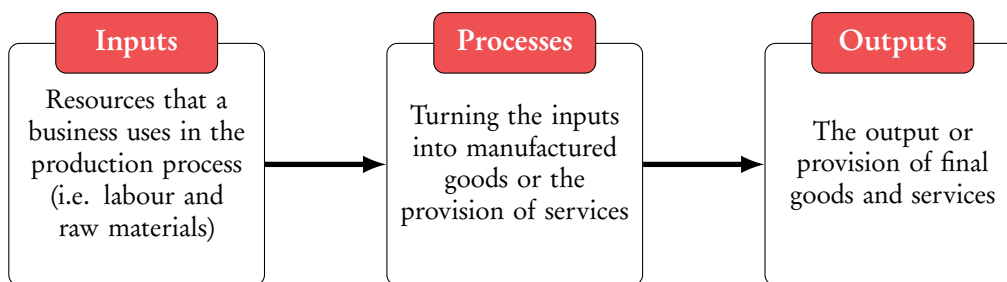 Inputs
Resources that a
business uses in the
production process
(i.e. labour and
raw materials)
Processes
Turning the inputs
into manufactured
goods or the
provision of services
Outputs
The output or
provision of final
goods and services